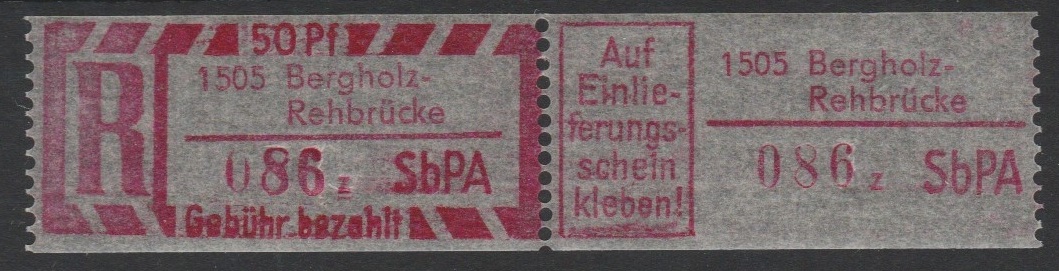 50 Pf
R
1505 Bergholz-
Rehbrücke
086 z SbPA
Gebühr bezahlt
Auf
Einlie-
ferungs-
schein
kleben!
1505 Bergholz-
Rehbrücke
086 z SbPA